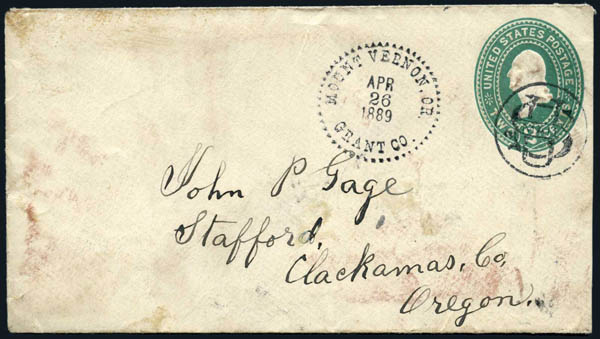 UNITED STATES POSTAGE
MOUNT VERNON, OR.
APR
26
1889
GRANT CO.
John P Gage
Stafford,
Clackamas, Co,
Oregon.